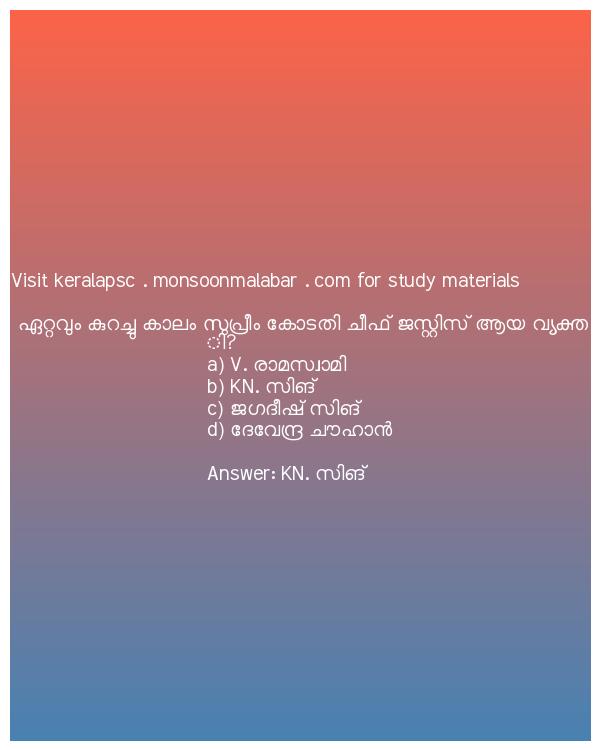 Visit keralapsc . monsoonmalabar . com for study materials
ഏറ്റവും കുറച്ചു കാലം സുപ്രീം കോടതി ചീഫ് ജസ്റ്റിസ് ആയ വ്യക്ത
ി?
a) V. രാമസ്വാമി
b) KN. സിങ്
c) ജഗദീഷ് സിങ്
d) ദേവേന്ദ്ര ചൗഹാൻ
Answer: KN. സിങ്